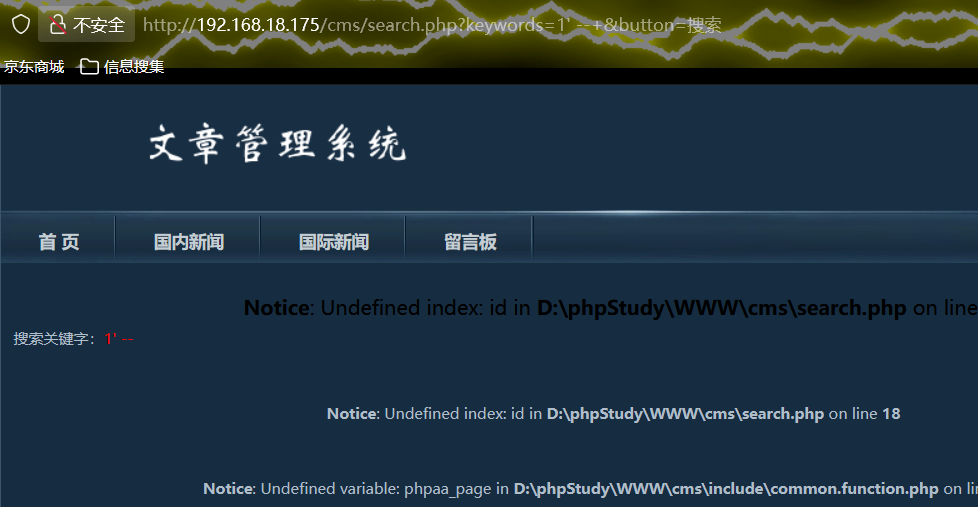 不安全 http://192.168.18.175/cms/search.php?keywords=1' --+&button=搜索
京东商城 信息搜集
文章管理系统
首 页 国内新闻 国际新闻 留言板
Notice: Undefined index: id in D:\phpStudy\WWW\cms\search.php on line
搜索关键字：1' --
Notice: Undefined index: id in D:\phpStudy\WWW\cms\search.php on line 18
Notice: Undefined variable: phpaa_page in D:\phpStudy\WWW\cms\include\common.function.php on